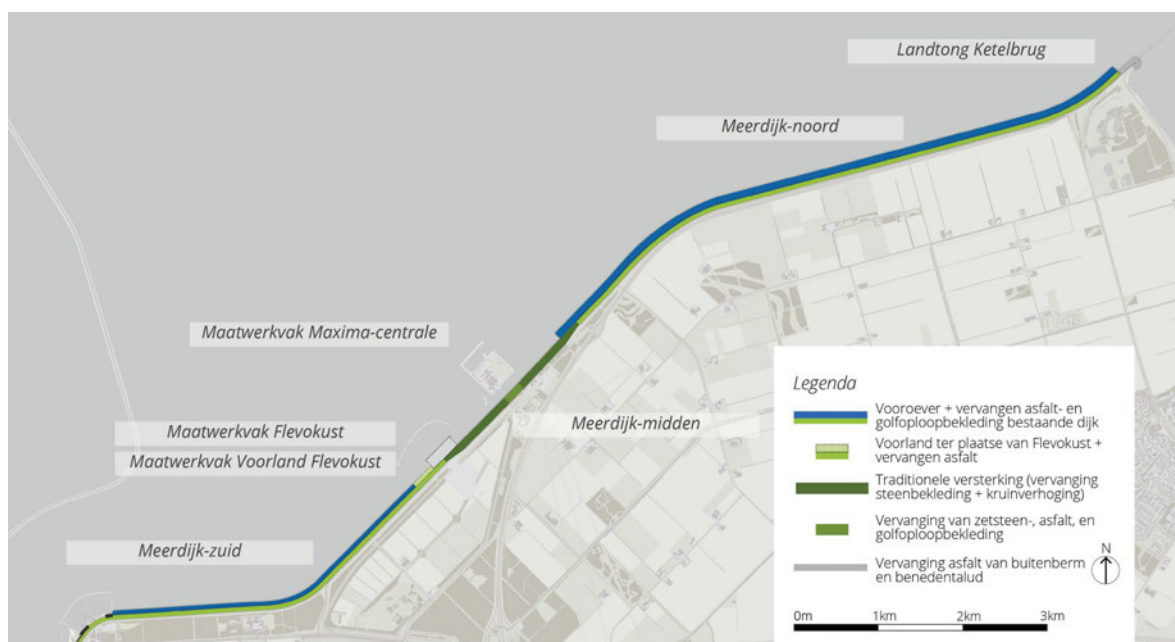 Landtong Ketelbrug
Meerdijk-noord
Maatwerkvak Maxima-centrale
Maatwerkvak Flevokust
Meerdijk-midden
Maatwerkvak Voorland Flevokust
Meerdijk-zuid
Legenda
Vooroever + vervangen asfalt- en
golfoploopbekleding bestaande dijk
Voorland ter plaatse van Flevokust +
vervangen asfalt
Traditionele versterking (vervanging
steenbekleding + kruinverhoging)
Vervanging van zetsteen-, asfalt, en
golfoploopbekleding
Vervanging asfalt van buitenberm
en benedentalud
N
0m 1km 2km 3km